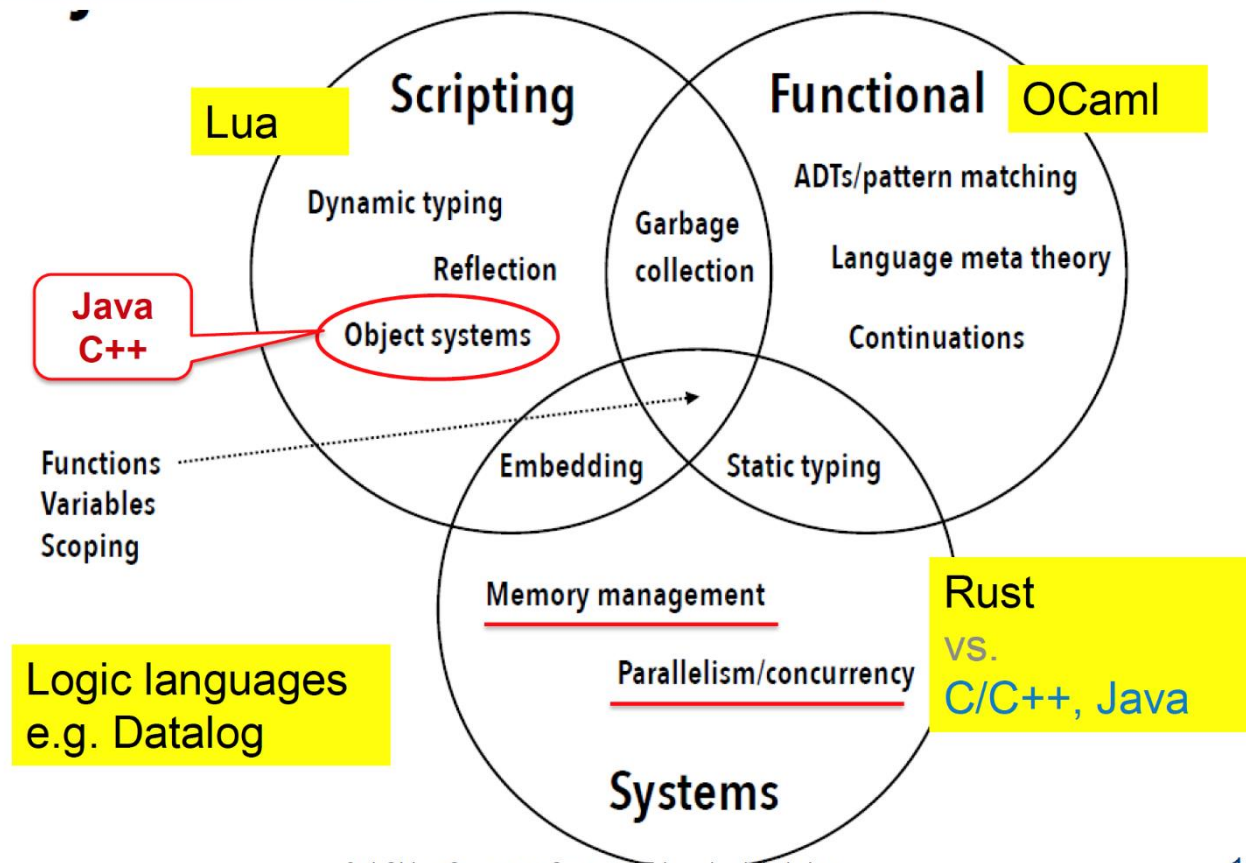 Scripting
Functional
Lua
OCaml
Dynamic typing
Reflection
Object systems
Java
C++
Garbage
collection
ADTs/pattern matching
Language meta theory
Continuations
Functions
Variables
Scoping
Embedding
Static typing
Memory management
Parallelism/concurrency
Rust
vs.
C/C++, Java
Logic languages
e.g. Datalog
Systems